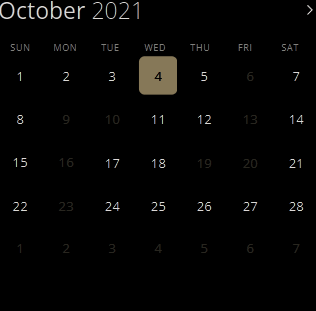 October 2021 >
SUN MON TUE WED THU FRI SAT
1 2 3 4 5 6 7
8 9 10 11 12 13 14
15 16 17 18 19 20 21
22 23 24 25 26 27 28
1 2 3 4 5 6 7